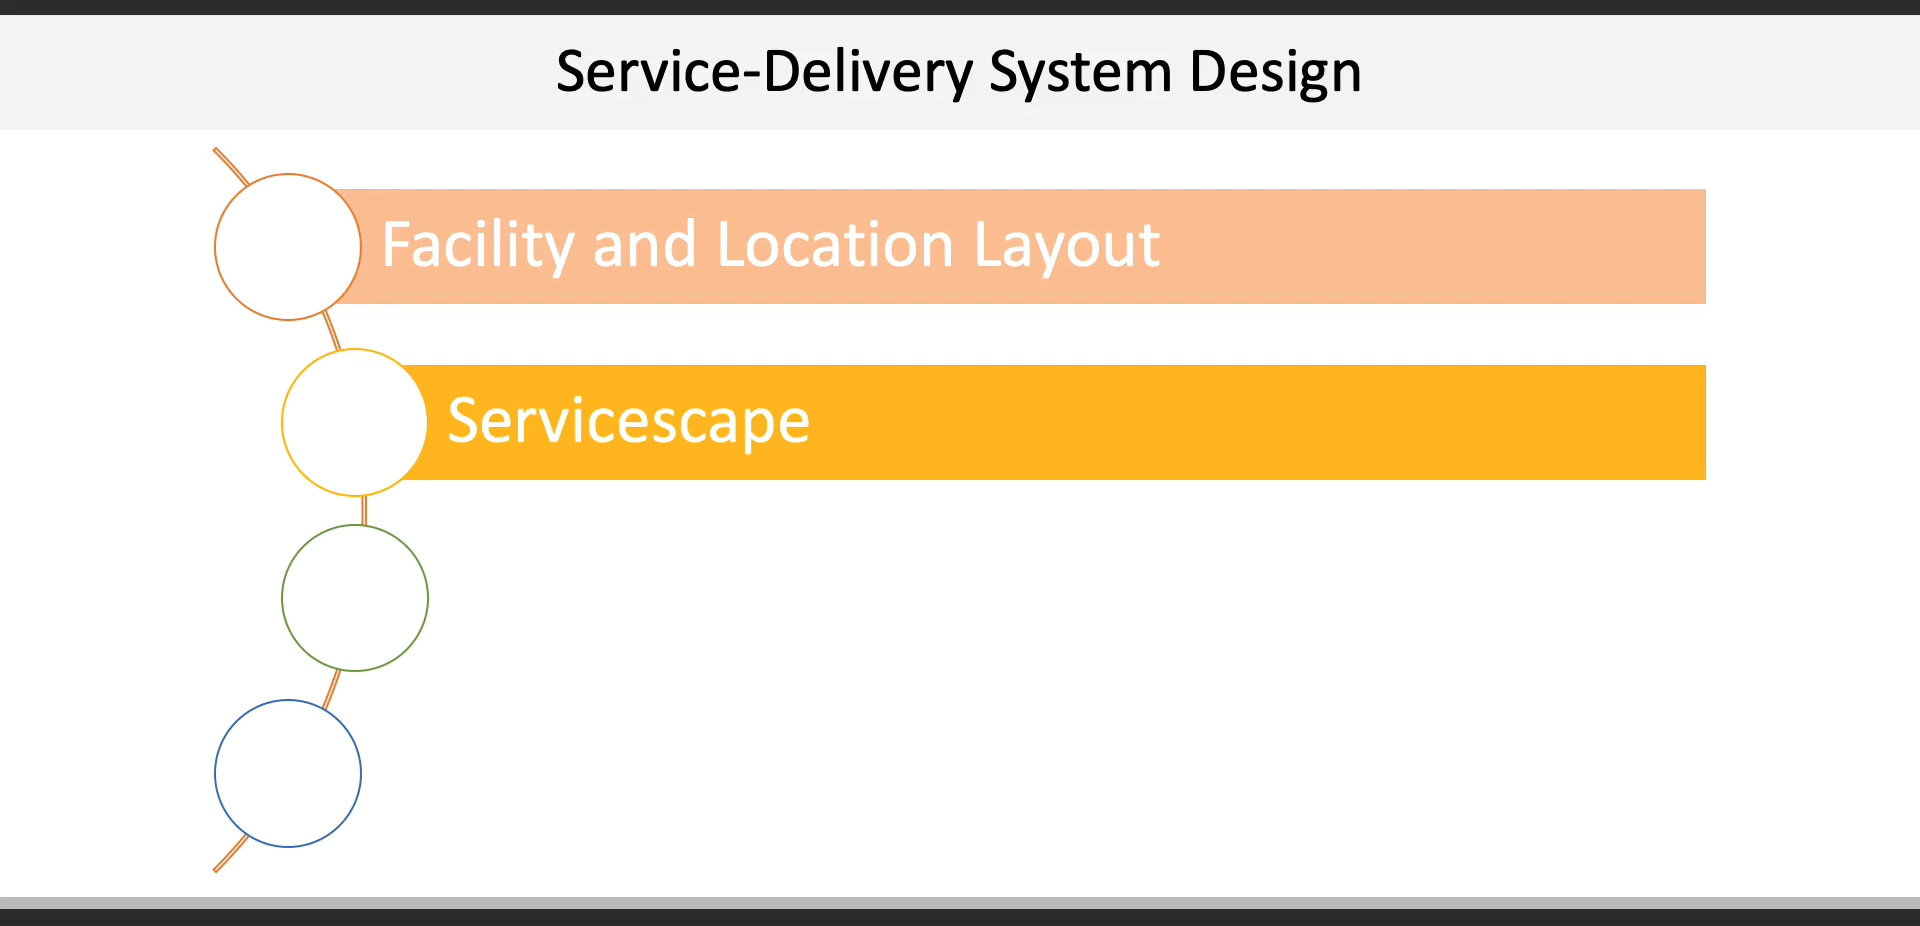 Service-Delivery System Design
Facility and Location Layout
Servicescape